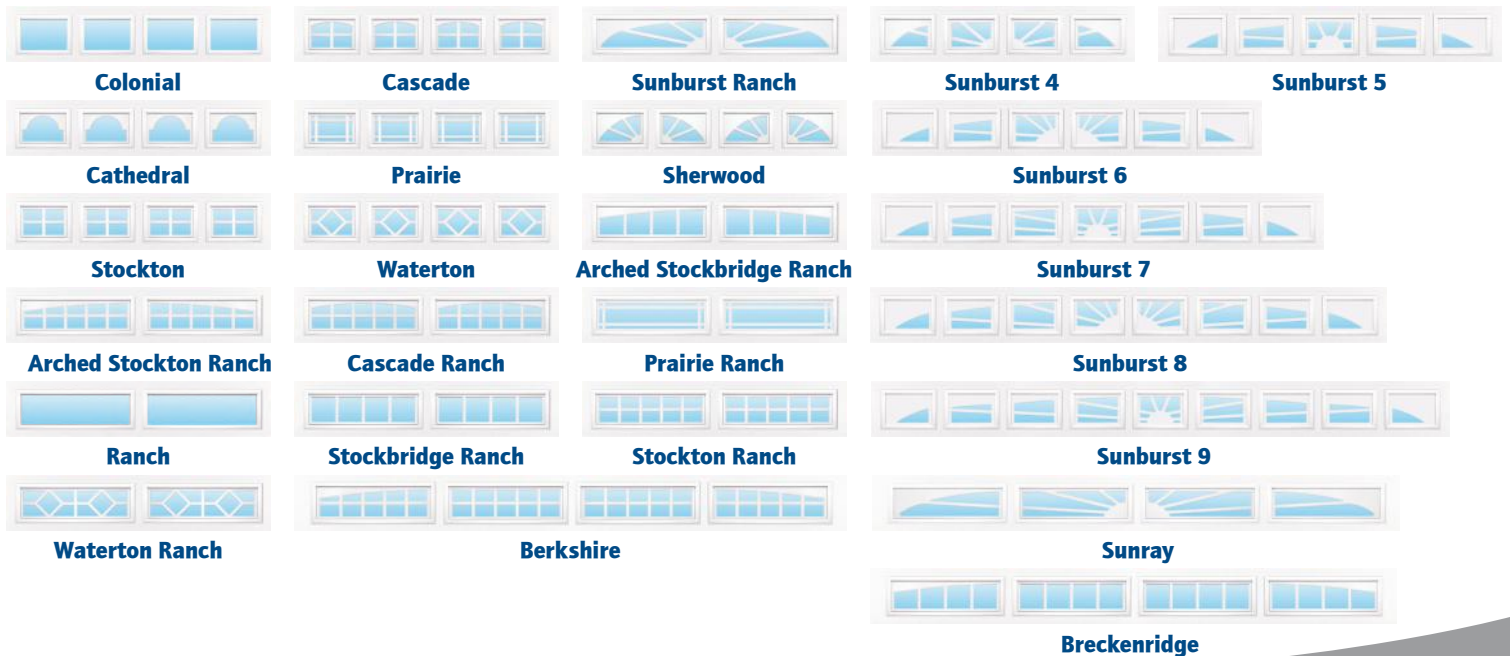 Colonial
Cascade
Sunburst Ranch
Sunburst 4
Sunburst 5
Cathedral
Prairie
Sherwood
Sunburst 6
Stockton
Waterton
Arched Stockbridge Ranch
Sunburst 7
Arched Stockton Ranch
Cascade Ranch
Prairie Ranch
Sunburst 8
Ranch
Stockbridge Ranch
Stockton Ranch
Sunburst 9
Waterton Ranch
Berkshire
Sunray
Breckenridge